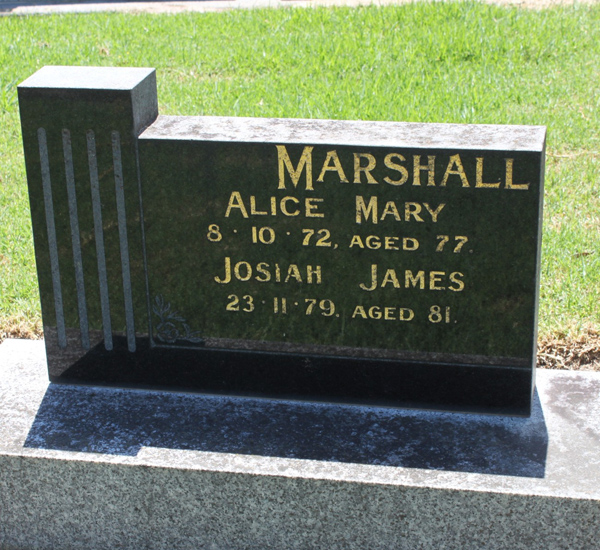 MARSHALL
ALICE MARY
8·10·72, AGED 77.
JOSIAH JAMES
23·11·79, AGED 81.